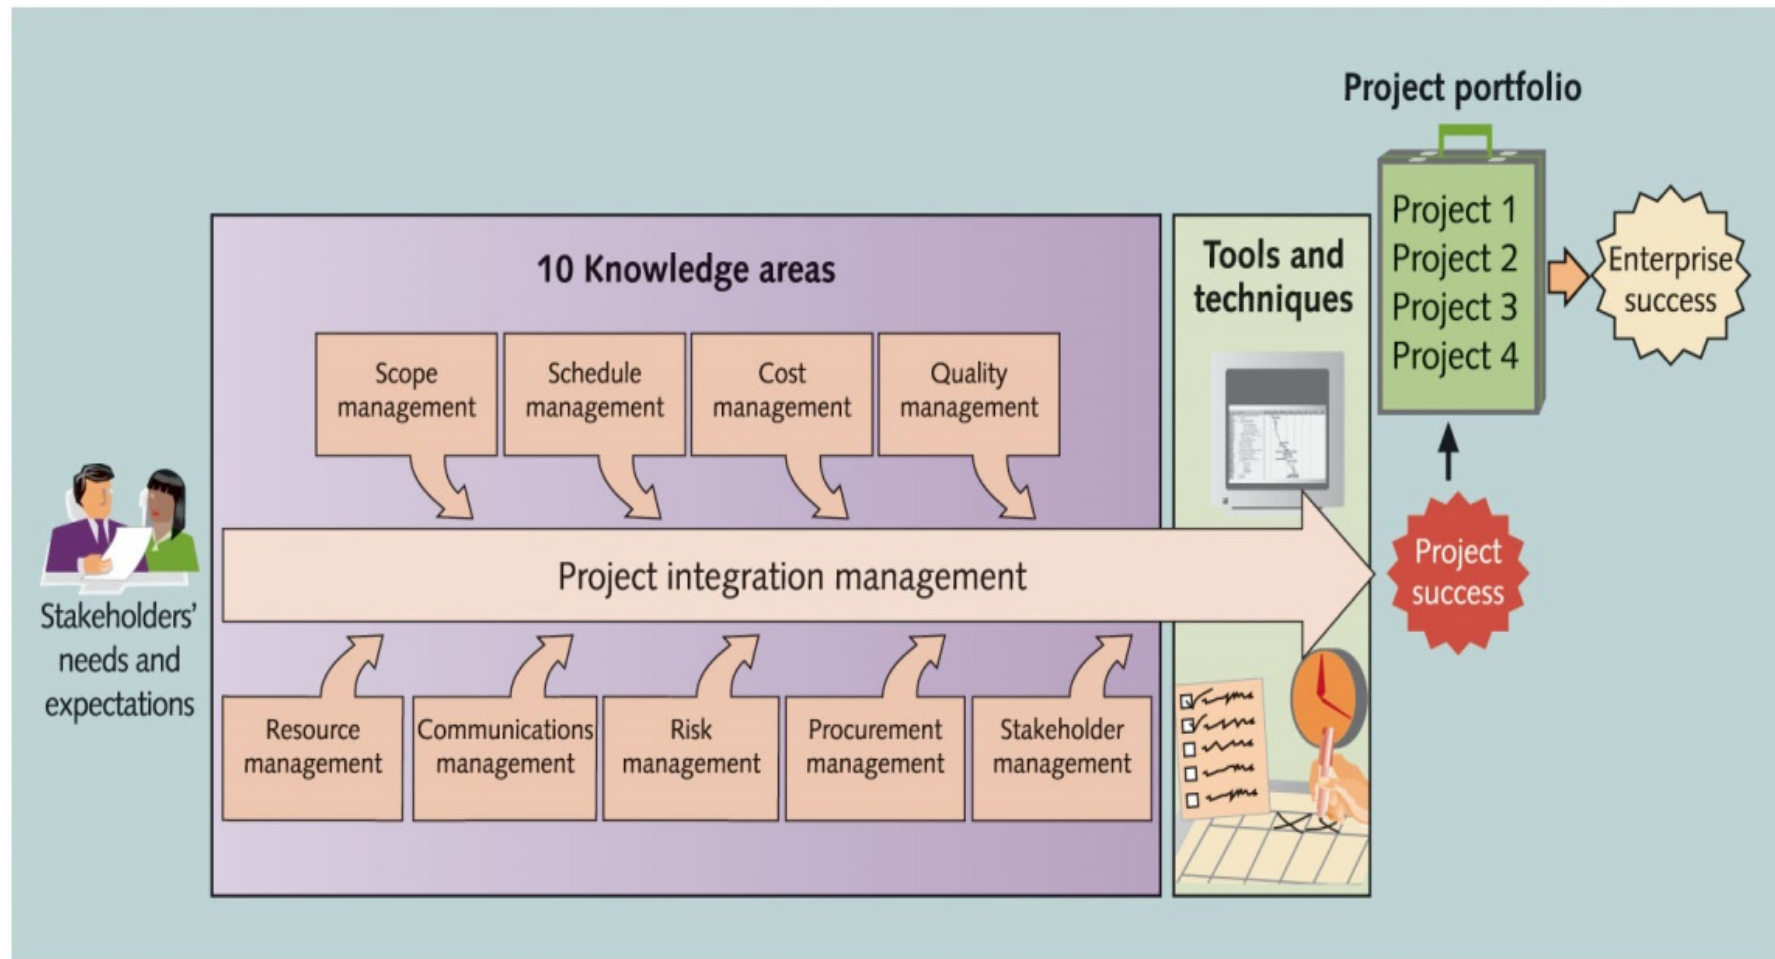 Project portfolio
Project 1
Project 2
Project 3
Project 4
Enterprise
success
10 Knowledge areas
Tools and
techniques
Scope
management
Schedule
management
Cost
management
Quality
management
Stakeholders'
needs and
expectations
Project integration management
Project
success
Resource
management
Communications
management
Risk
management
Procurement
management
Stakeholder
management